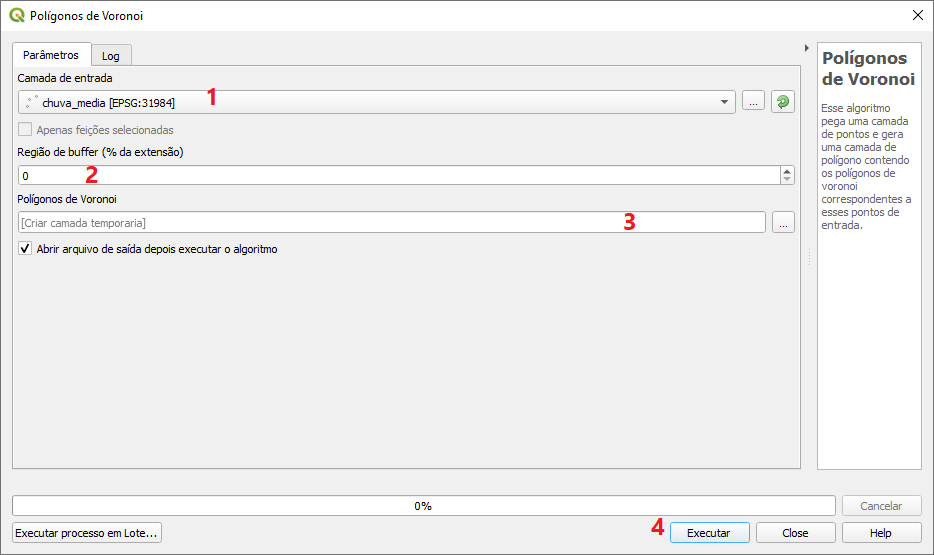 Polígonos de Voronoi
Parâmetros
Log
Camada de entrada
chuva_media [EPSG:31984]
1
...
Apenas feições selecionadas
Região de buffer (% da extensão)
0
2
Polígonos de Voronoi
[Criar camada temporaria]
3
...
Abrir arquivo de saída depois executar o algoritmo
Polígonos
de Voronoi
Esse algoritmo
pega uma camada
de pontos e gera
uma camada de
polígono contendo
os polígonos de
voronoi
correspondentes a
esses pontos de
entrada.
0%
Cancelar
Executar processo em Lote...
4
Executar
Close
Help